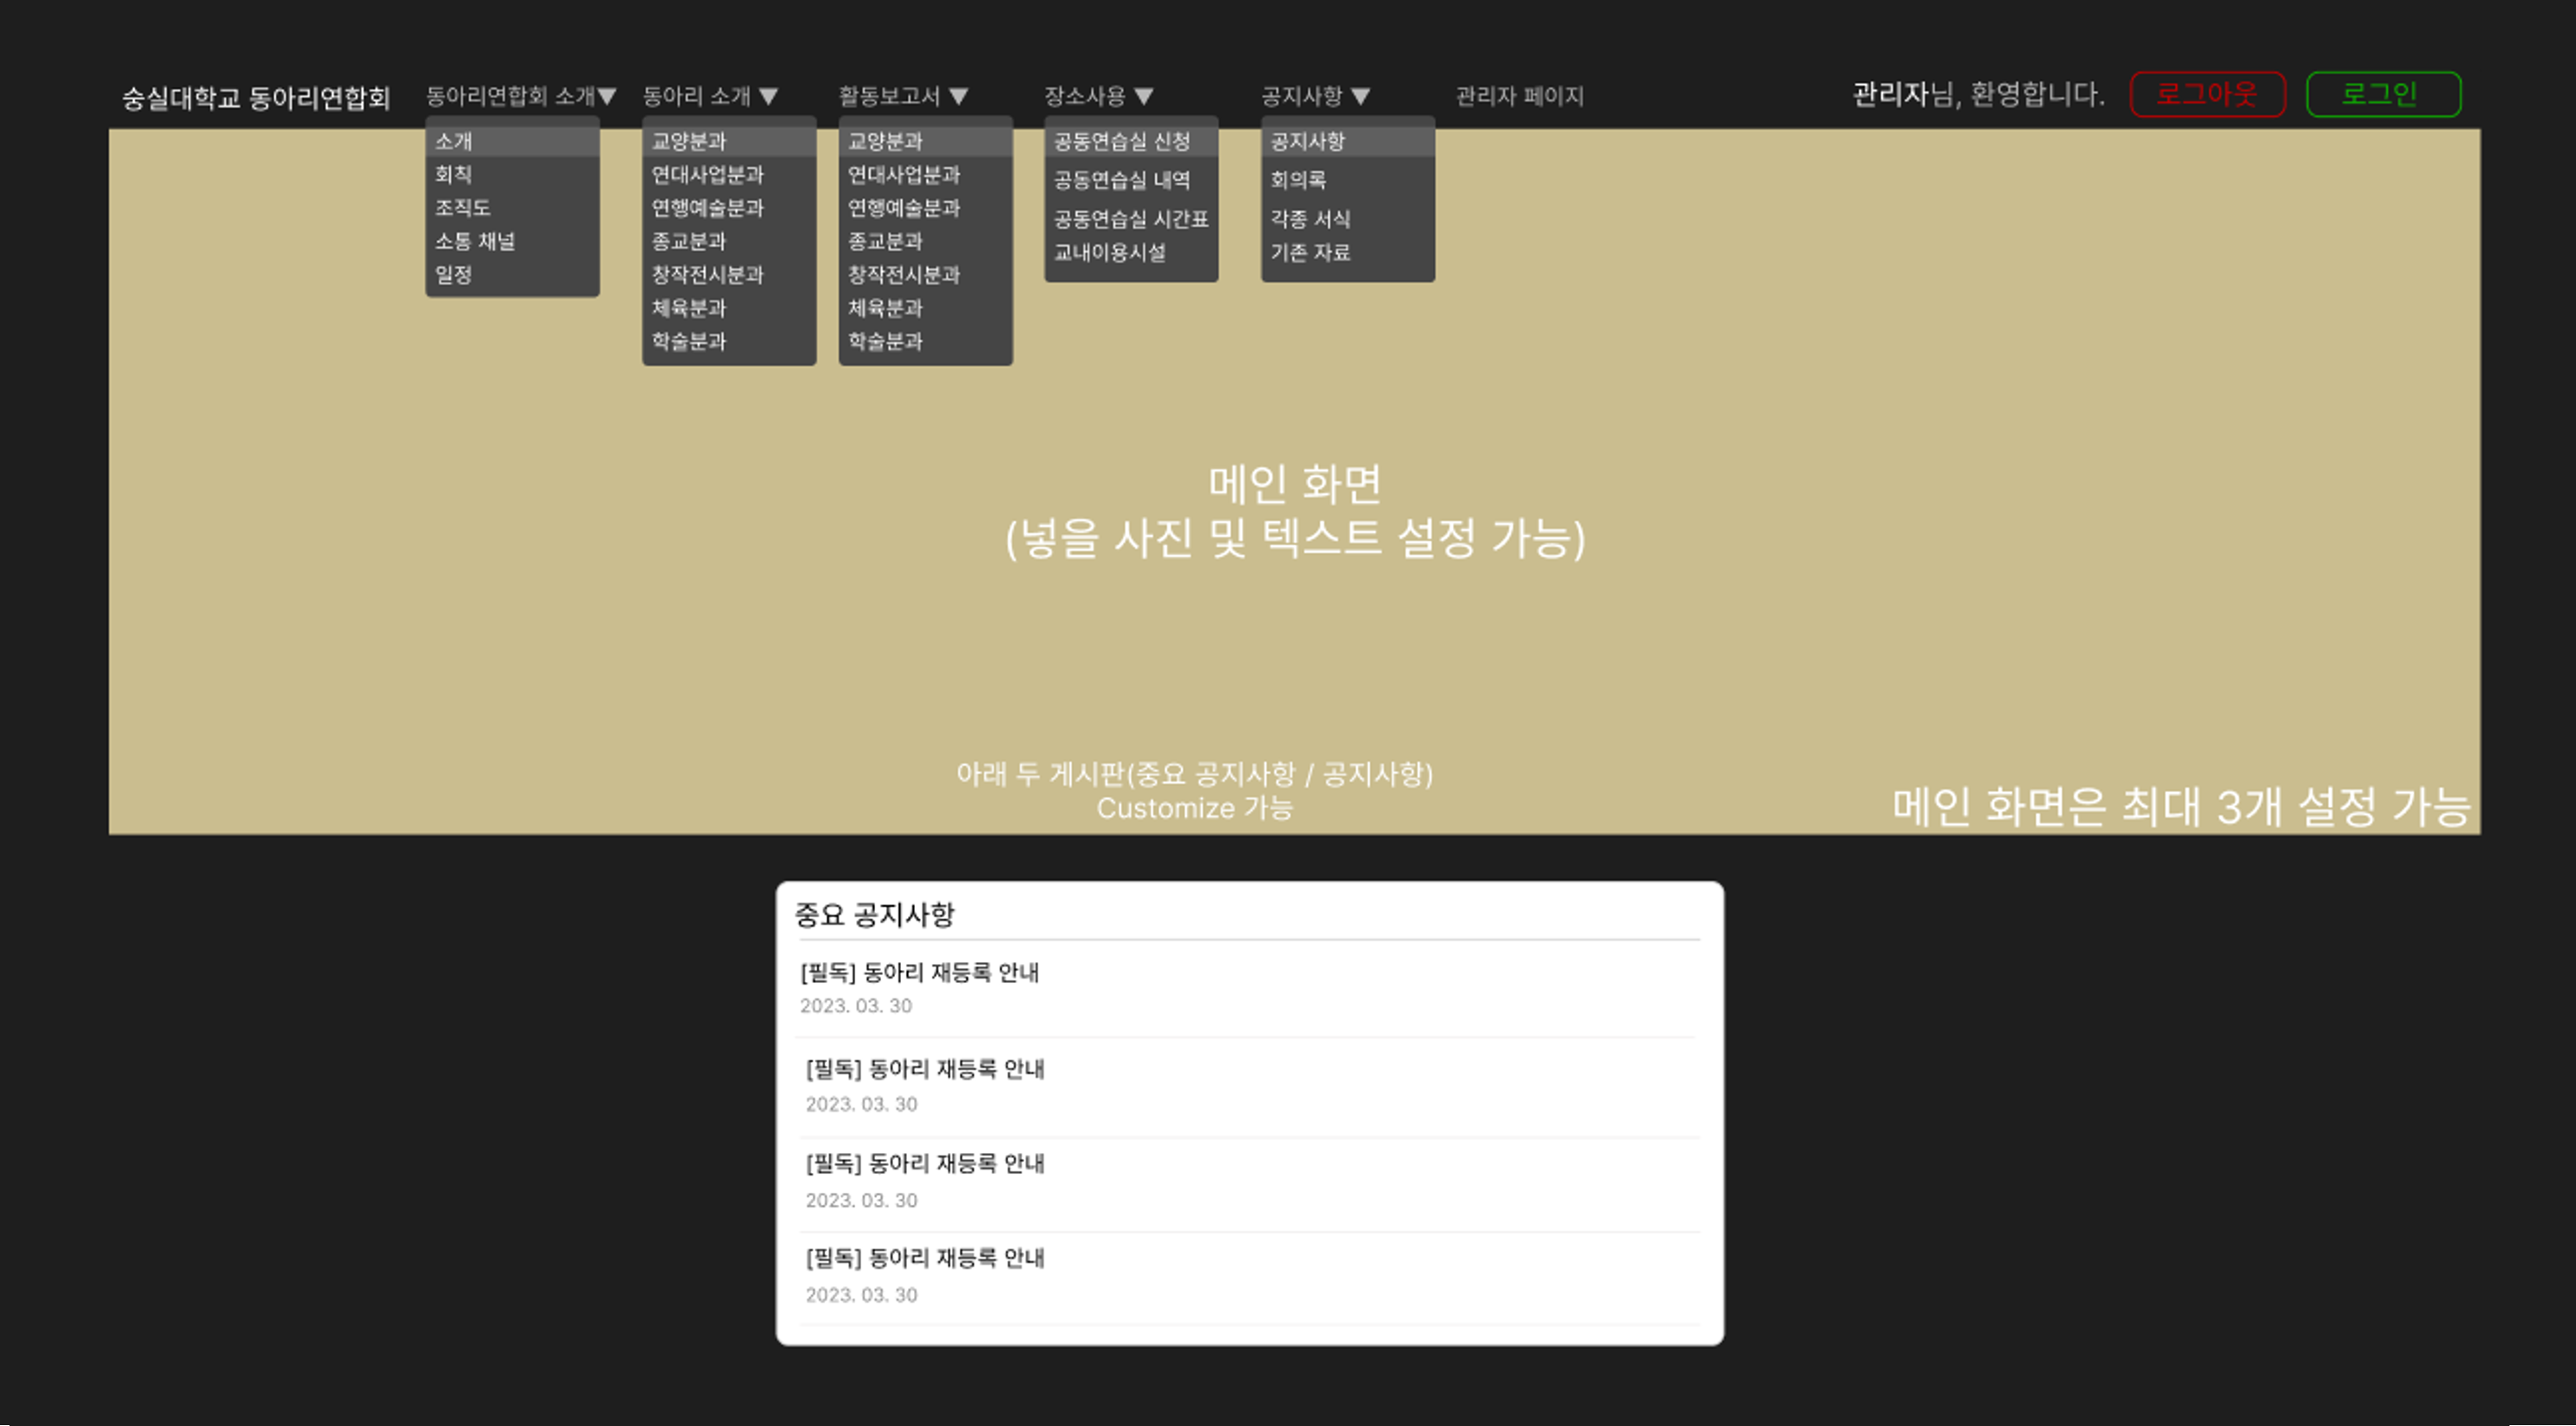 숭실대학교 동아리연합회
동아리연합회 소개▼
동아리 소개 ▼
활동보고서 ▼
장소사용 ▼
공지사항 ▼
관리자 페이지
관리자님, 환영합니다.
로그아웃
로그인
소개
회칙
조직도
소통 채널
일정
교양분과
연대사업분과
연행예술분과
종교분과
창작전시분과
체육분과
학술분과
교양분과
연대사업분과
연행예술분과
종교분과
창작전시분과
체육분과
학술분과
공동연습실 신청
공동연습실 내역
공동연습실 시간표
교내이용시설
공지사항
회의록
각종 서식
기존 자료
메인 화면
(넣을 사진 및 텍스트 설정 가능)
아래 두 게시판(중요 공지사항 / 공지사항)
Customize 가능
메인 화면은 최대 3개 설정 가능
중요 공지사항
[필독] 동아리 재등록 안내
2023. 03. 30
[필독] 동아리 재등록 안내
2023. 03. 30
[필독] 동아리 재등록 안내
2023. 03. 30
[필독] 동아리 재등록 안내
2023. 03. 30